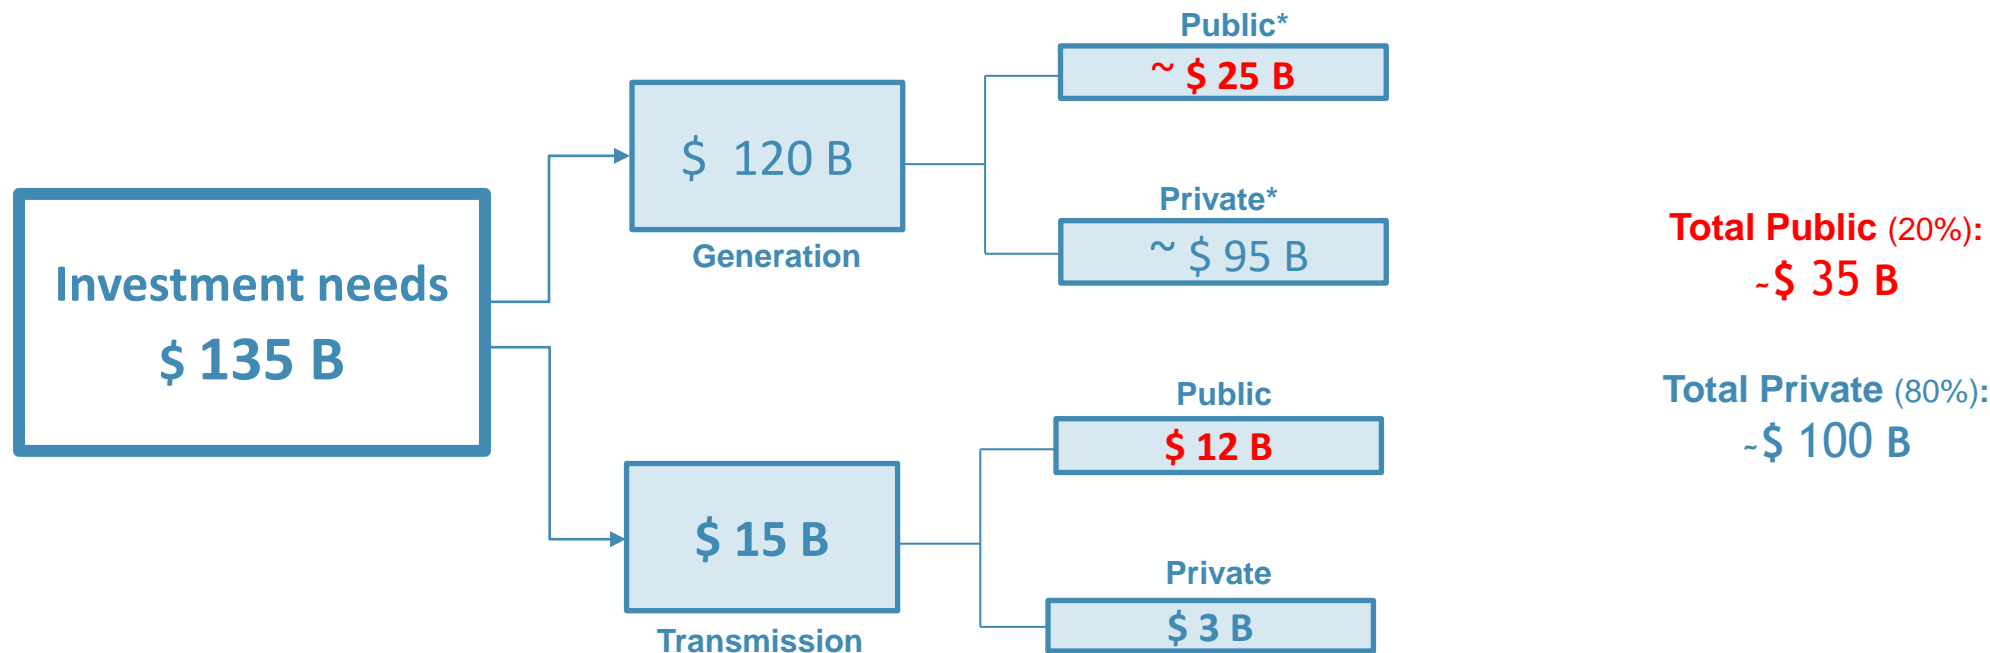 Investment needs
$ 135 B
$ 120 B
Generation
Public*
~ $ 25 B
Private*
~ $ 95 B
$ 15 B
Transmission
Public
$ 12 B
Private
$ 3 B
Total Public (20%):
~$ 35 B
Total Private (80%):
~$ 100 B